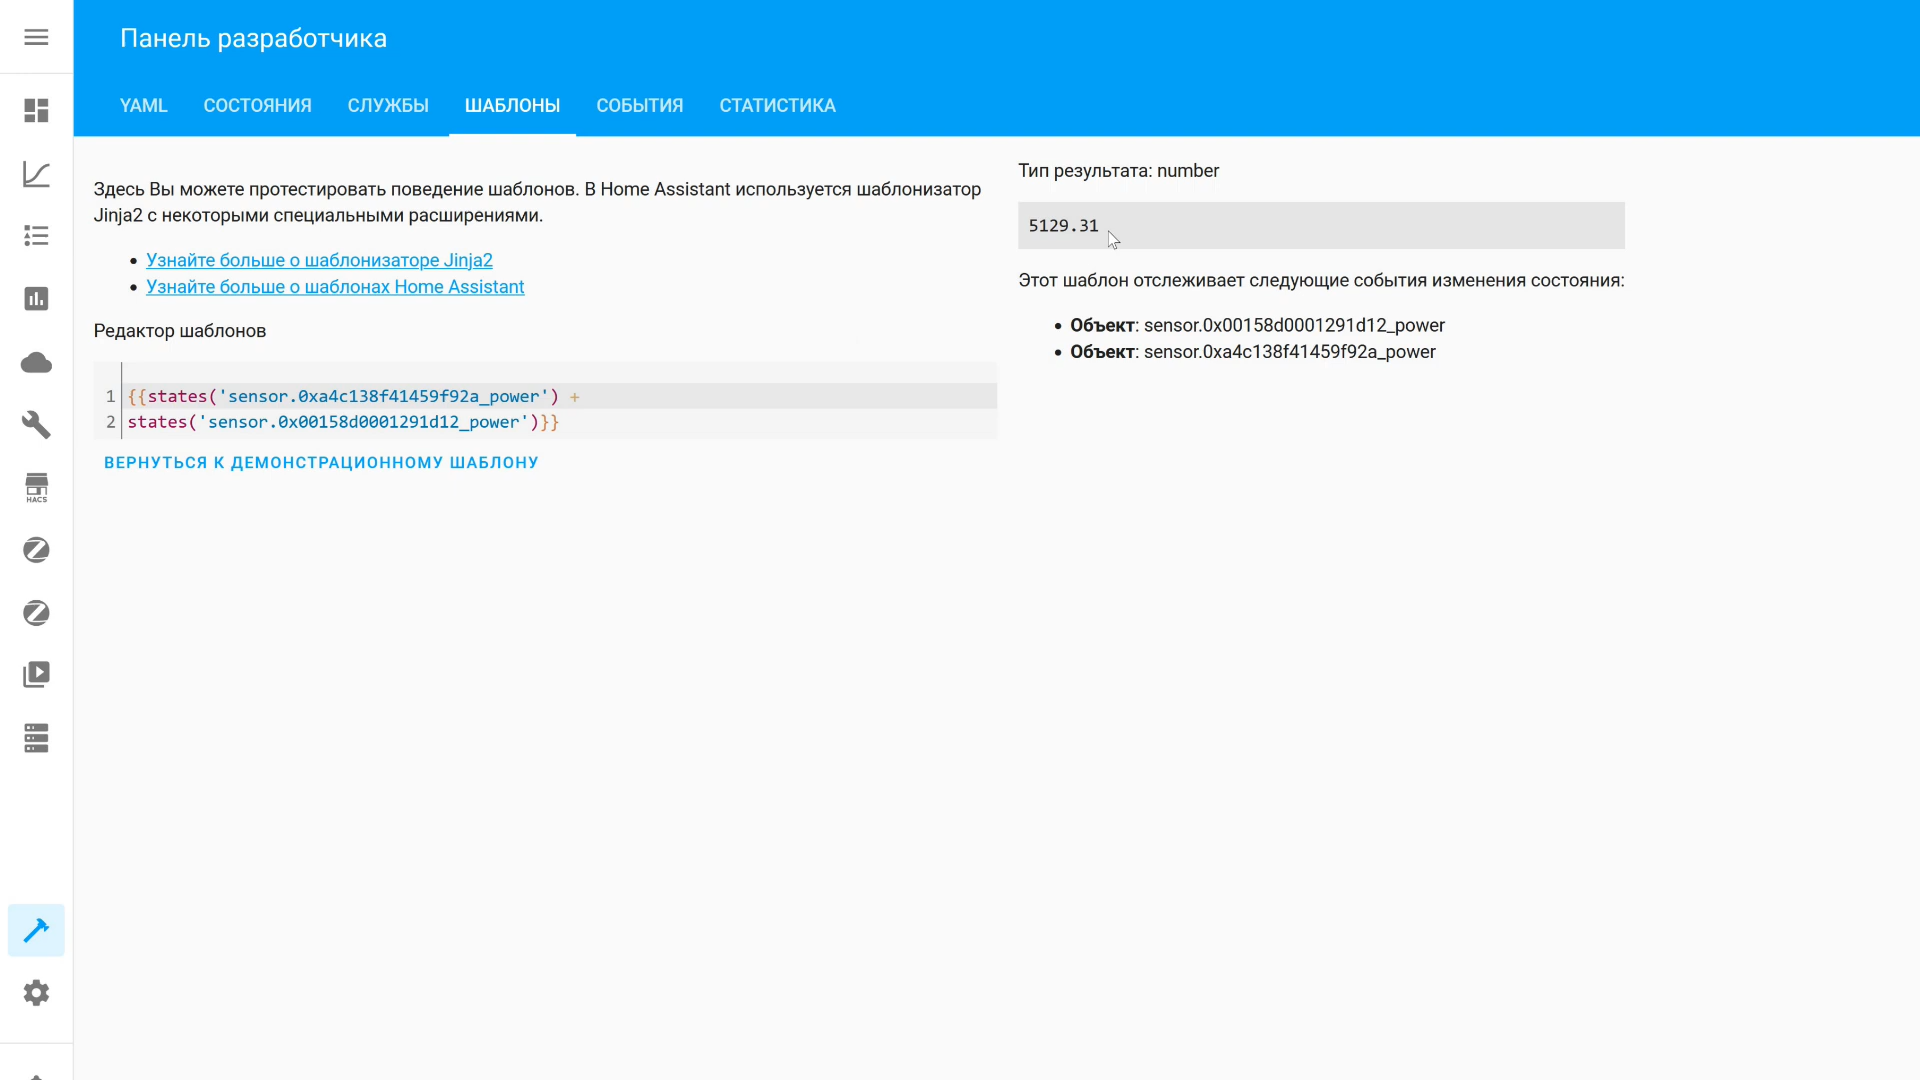 Панель разработчика
YAML
СОСТОЯНИЯ
СЛУЖБЫ
ШАБЛОНЫ
СОБЫТИЯ
СТАТИСТИКА
Здесь Вы можете протестировать поведение шаблонов. В Home Assistant используется шаблонизатор
Jinja2 с некоторыми специальными расширениями.
Узнайте больше о шаблонизаторе Jinja2
Узнайте больше о шаблонах Home Assistant
Редактор шаблонов
1 {{states('sensor.0xa4c138f41459f92a_power') +
2 states('sensor.0x00158d0001291d12_power')}}
ВЕРНУТЬСЯ К ДЕМОНСТРАЦИОННОМУ ШАБЛОНУ
Тип результата: number
5129.31
Этот шаблон отслеживает следующие события изменения состояния:
Объект: sensor.0x00158d0001291d12_power
Объект: sensor.0xa4c138f41459f92a_power
HACS